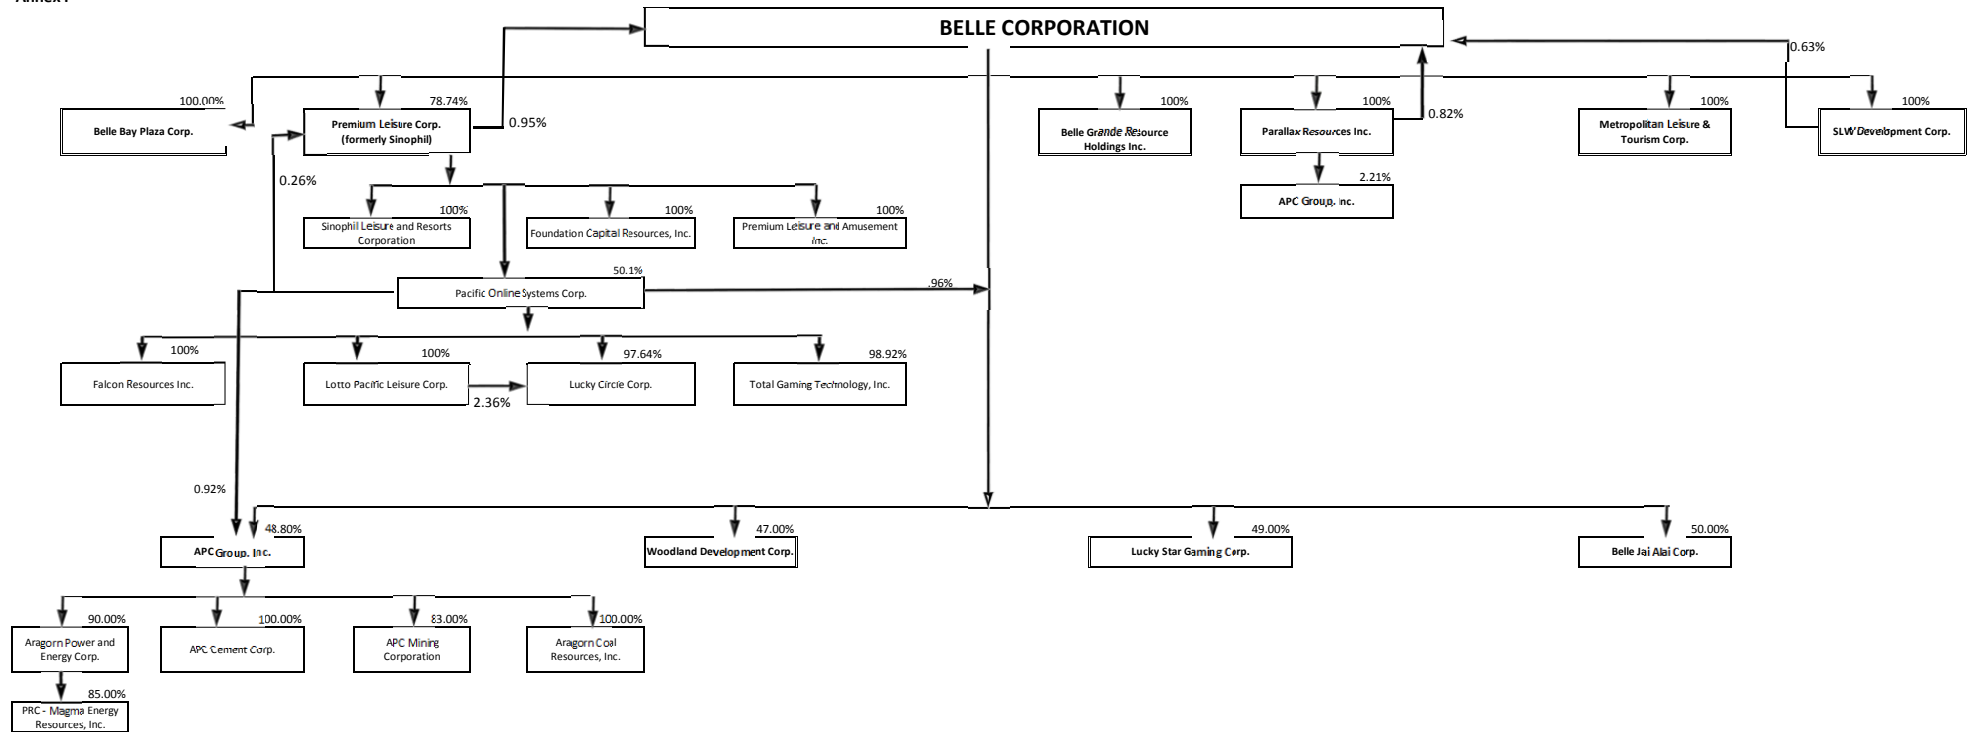 BELLE CORPORATION
0.63%
100.00%
78.74%
100%
100%
100%
100%
Belle Bay Plaza Corp.
Premium Leisure Corp.
(formerly Sinophil)
0.95%
Belle Grande Resource
Holdings Inc.
Parallax Resources Inc.
0.82%
Metropolitan Leisure &
Tourism Corp.
SLW Development Corp.
0.26%
2.21%
APC Group, Inc.
100%
100%
100%
Sinophil Leisure and Resorts
Corporation
Foundation Capital Resources, Inc.
Premium Leisure and Amusement
Inc.
50.1%
Pacific Online Systems Corp.
.96%
100%
100%
97.64%
98.92%
Falcon Resources Inc.
Lotto Pacific Leisure Corp.
Lucky Circle Corp.
Total Gaming Technology, Inc.
2.36%
0.92%
48.80%
47.00%
49.00%
50.00%
APC Group, Inc.
Woodland Development Corp.
Lucky Star Gaming Corp.
Belle Jai Alai Corp.
90.00%
100.00%
83.00%
100.00%
Aragorn Power and
Energy Corp.
APC Cement Corp.
APC Mining
Corporation
Aragorn Coal
Resources, Inc.
85.00%
PRC - Magma Energy
Resources, Inc.